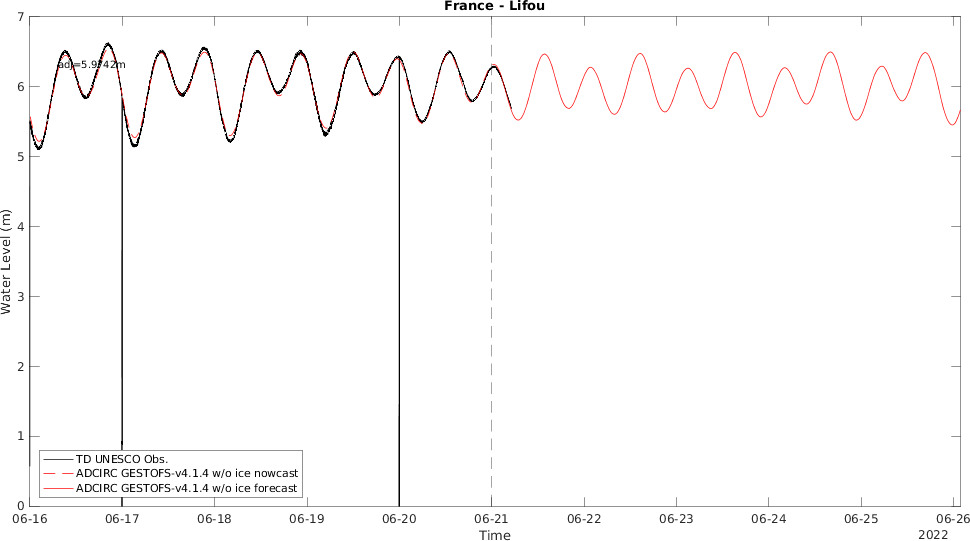 France - Lifou
7
6
5
4
3
2
1
0
Water Level (m)
adj=5.9742m
TD UNESCO Obs.
ADCIRC GESTOFS-v4.1.4 w/o ice nowcast
ADCIRC GESTOFS-v4.1.4 w/o ice forecast
06-16 06-17 06-18 06-19 06-20 06-21 06-22 06-23 06-24 06-25 06-26
Time
2022